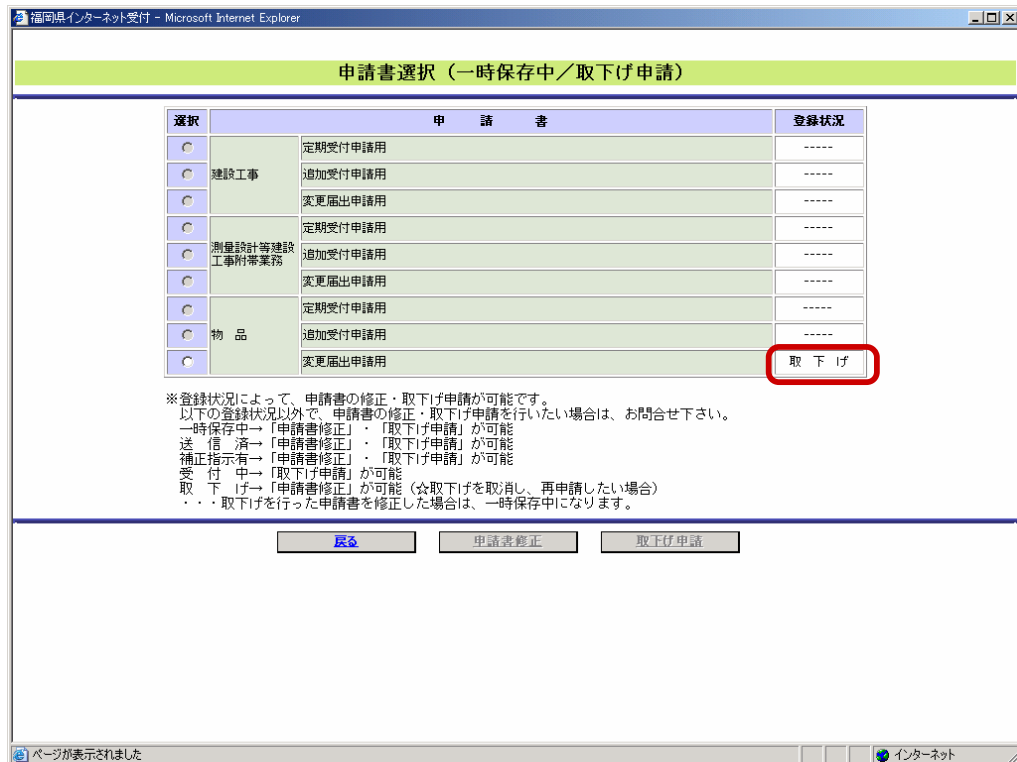 福岡県インターネット受付 - Microsoft Internet Explorer
申請書選択（一時保存中／取下げ申請）
選択 申 請 書 登録状況
定期受付申請用 -----
建設工事 追加受付申請用 -----
変更届出申請用 -----
定期受付申請用 -----
測量設計等建設
工事附帯業務 追加受付申請用 -----
変更届出申請用 -----
定期受付申請用 -----
物 品 追加受付申請用 -----
変更届出申請用 取 下 げ
※登録状況によって、申請書の修正・取下げ申請が可能です。
以下の登録状況以外で、申請書の修正・取下げ申請を行いたい場合は、お問合せ下さい。
一時保存中→「申請書修正」・「取下げ申請」が可能
送 信 済→「申請書修正」・「取下げ申請」が可能
補正指示有→「申請書修正」・「取下げ申請」が可能
受 付 中→「取下げ申請」が可能
取 下 げ→「申請書修正」が可能（☆取下げを取消し、再申請したい場合）
・・・取下げを行った申請書を修正した場合は、一時保存中になります。
戻る 申請書修正 取下げ申請
ページが表示されました インターネット